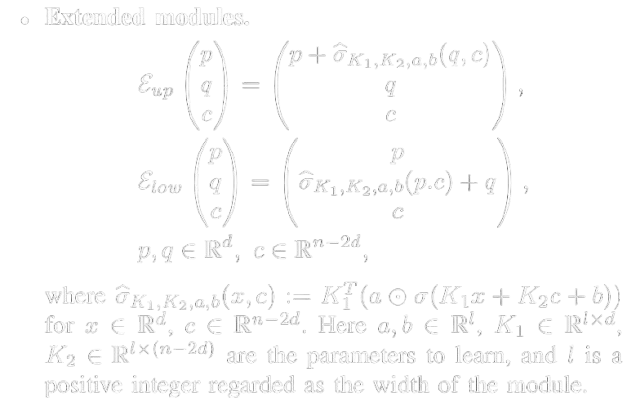 ◦ Extended modules.
$\mathcal{E}_{up} \begin{pmatrix} p \\ q \\ c \end{pmatrix} = \begin{pmatrix} p + \widehat{\sigma}_{K_1,K_2,a,b}(q, c) \\ q \\ c \end{pmatrix},$
$\mathcal{E}_{low} \begin{pmatrix} p \\ q \\ c \end{pmatrix} = \begin{pmatrix} p \\ \widehat{\sigma}_{K_1,K_2,a,b}(p.c) + q \\ c \end{pmatrix},$
$p, q \in \mathbb{R}^d, \ c \in \mathbb{R}^{n-2d},$
where $\widehat{\sigma}_{K_1,K_2,a,b}(x, c) := K_1^T(a \odot \sigma(K_1 x + K_2 c + b))$
for $x \in \mathbb{R}^d$, $c \in \mathbb{R}^{n-2d}$. Here $a, b \in \mathbb{R}^l$, $K_1 \in \mathbb{R}^{l \times d}$,
$K_2 \in \mathbb{R}^{l \times (n-2d)}$ are the parameters to learn, and $l$ is a
positive integer regarded as the width of the module.